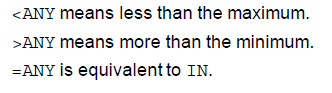 <ANY means less than the maximum.
>ANY means more than the minimum.
=ANY is equivalent to IN.